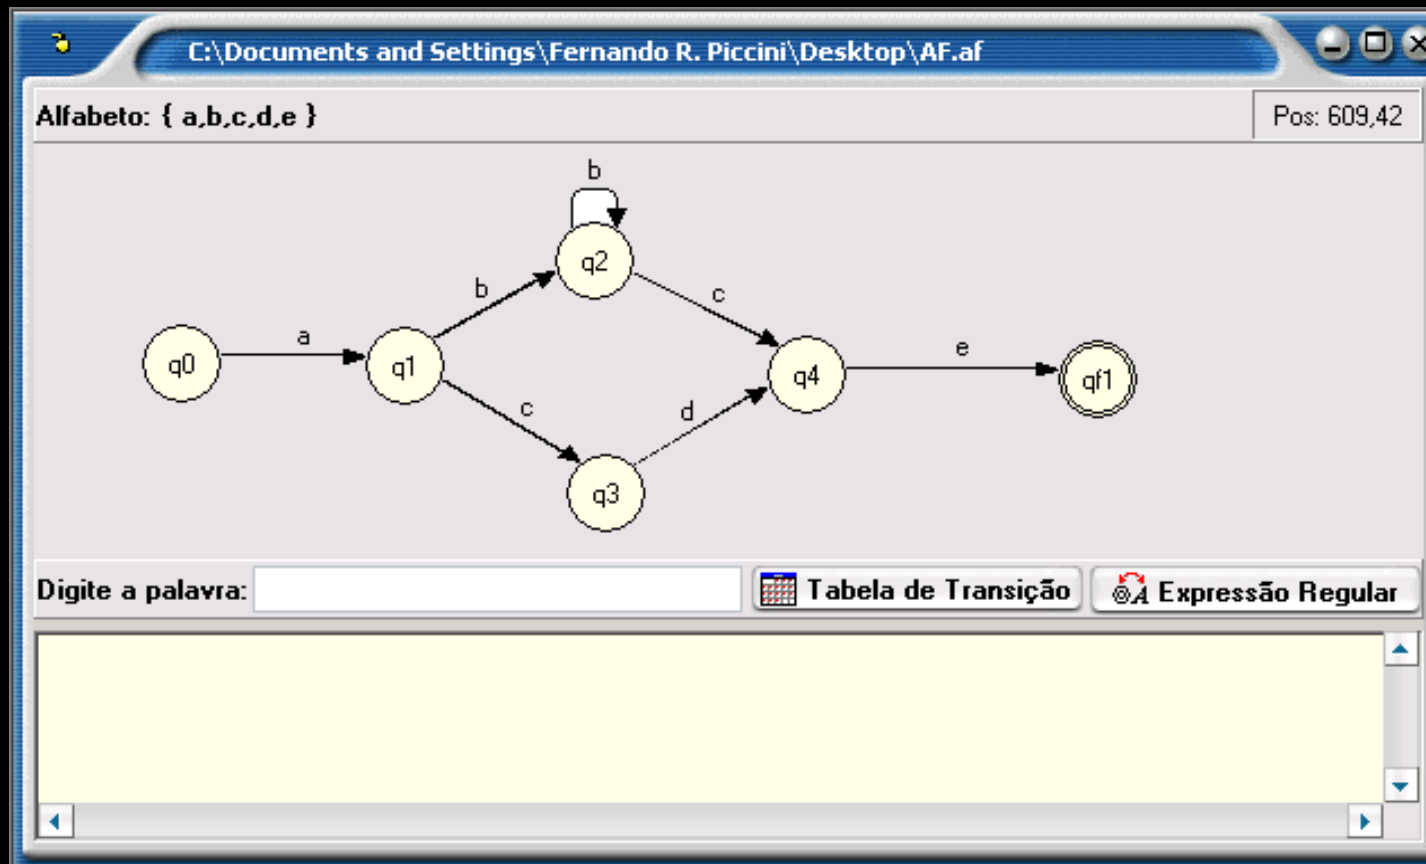 C:\Documents and Settings\Fernando R. Piccini\Desktop\AF.af
Alfabeto: { a,b,c,d,e }
Pos: 609,42
b
q2
b
c
a
e
q0
q1
q4
qf1
c
d
q3
Digite a palavra:
Tabela de Transição
Expressão Regular